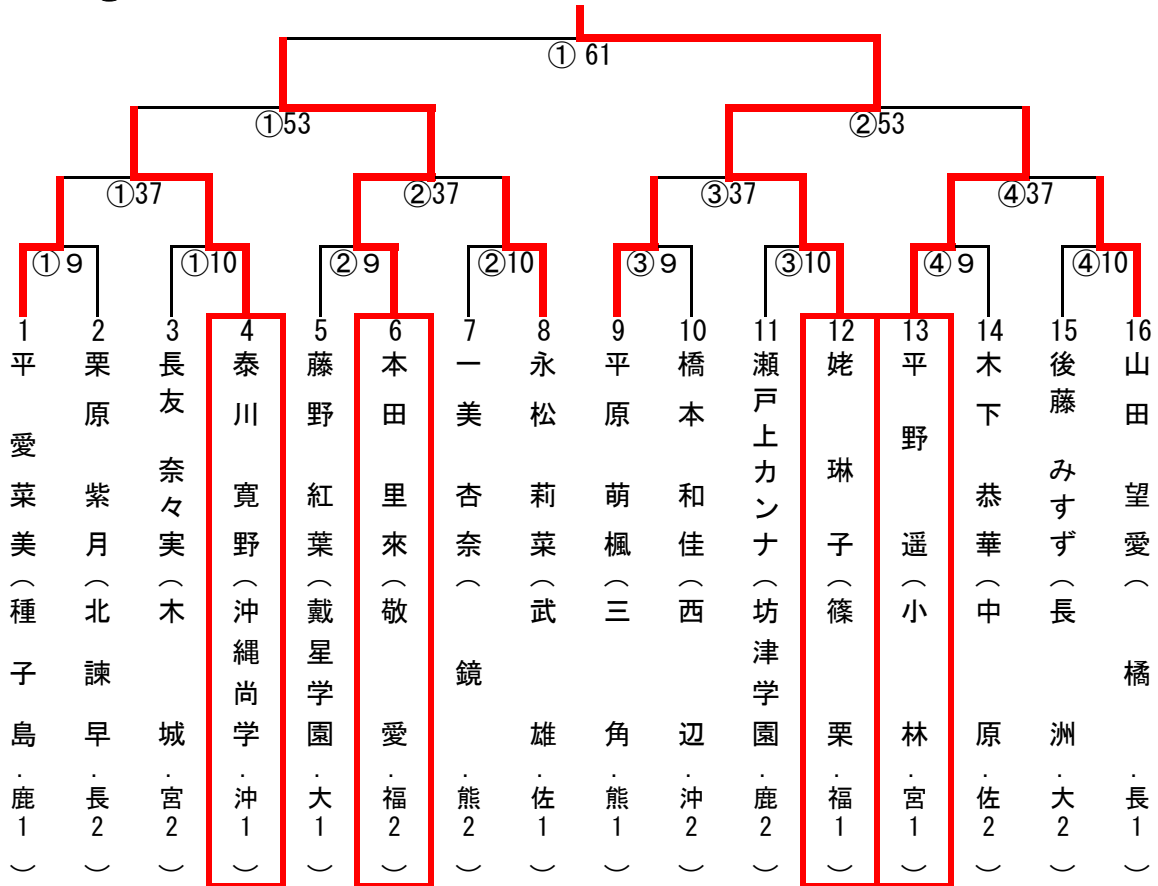 ① 61
①53
②53
①37
②37
③37
④37
①9
①10
②9
②10
③9
③10
④9
④10
1
平 愛菜美(種子島.鹿1)
2
栗原 紫月(北諫早.長2)
3
長友 奈々実(木 城.宮2)
4
泰川 寛野(沖縄尚学.沖1)
5
藤野 紅葉(戴星学園.大1)
6
本田 里來(敬 愛.福2)
7
一美 杏奈( 鏡 .熊2)
8
永松 莉菜(武 雄.佐1)
9
平原 萌楓(三 角.熊1)
10
橋本 和佳(西 辺.沖2)
11
瀬戸上カンナ(坊津学園.鹿2)
12
姥 琳子(篠 栗.福1)
13
平野 遥(小 林.宮1)
14
木下 恭華(中 原.佐2)
15
後藤 みすず(長 洲.大2)
16
山田 望愛( 橘 .長1)